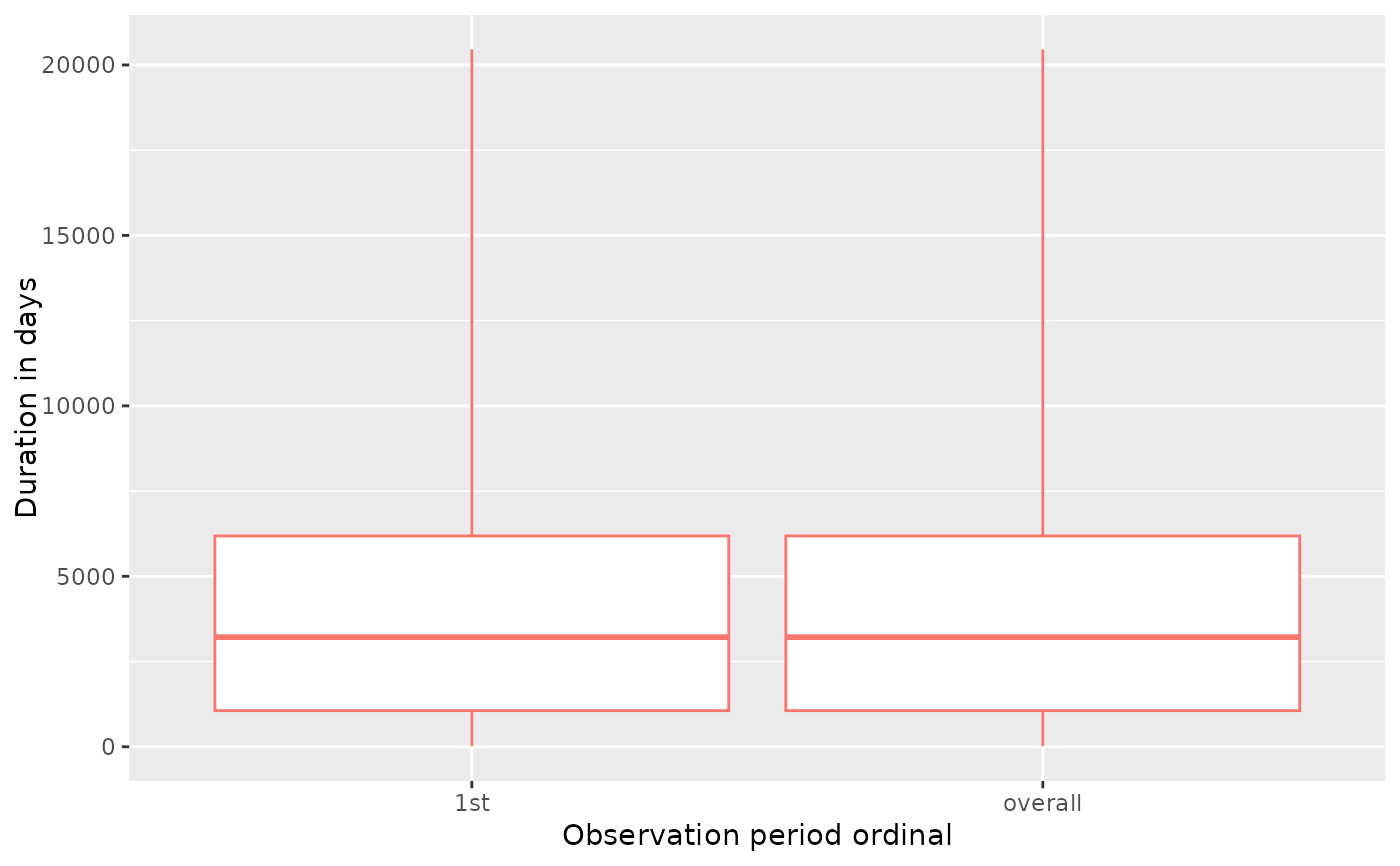 Duration in days
20000
15000
10000
5000
0
1st
overall
Observation period ordinal